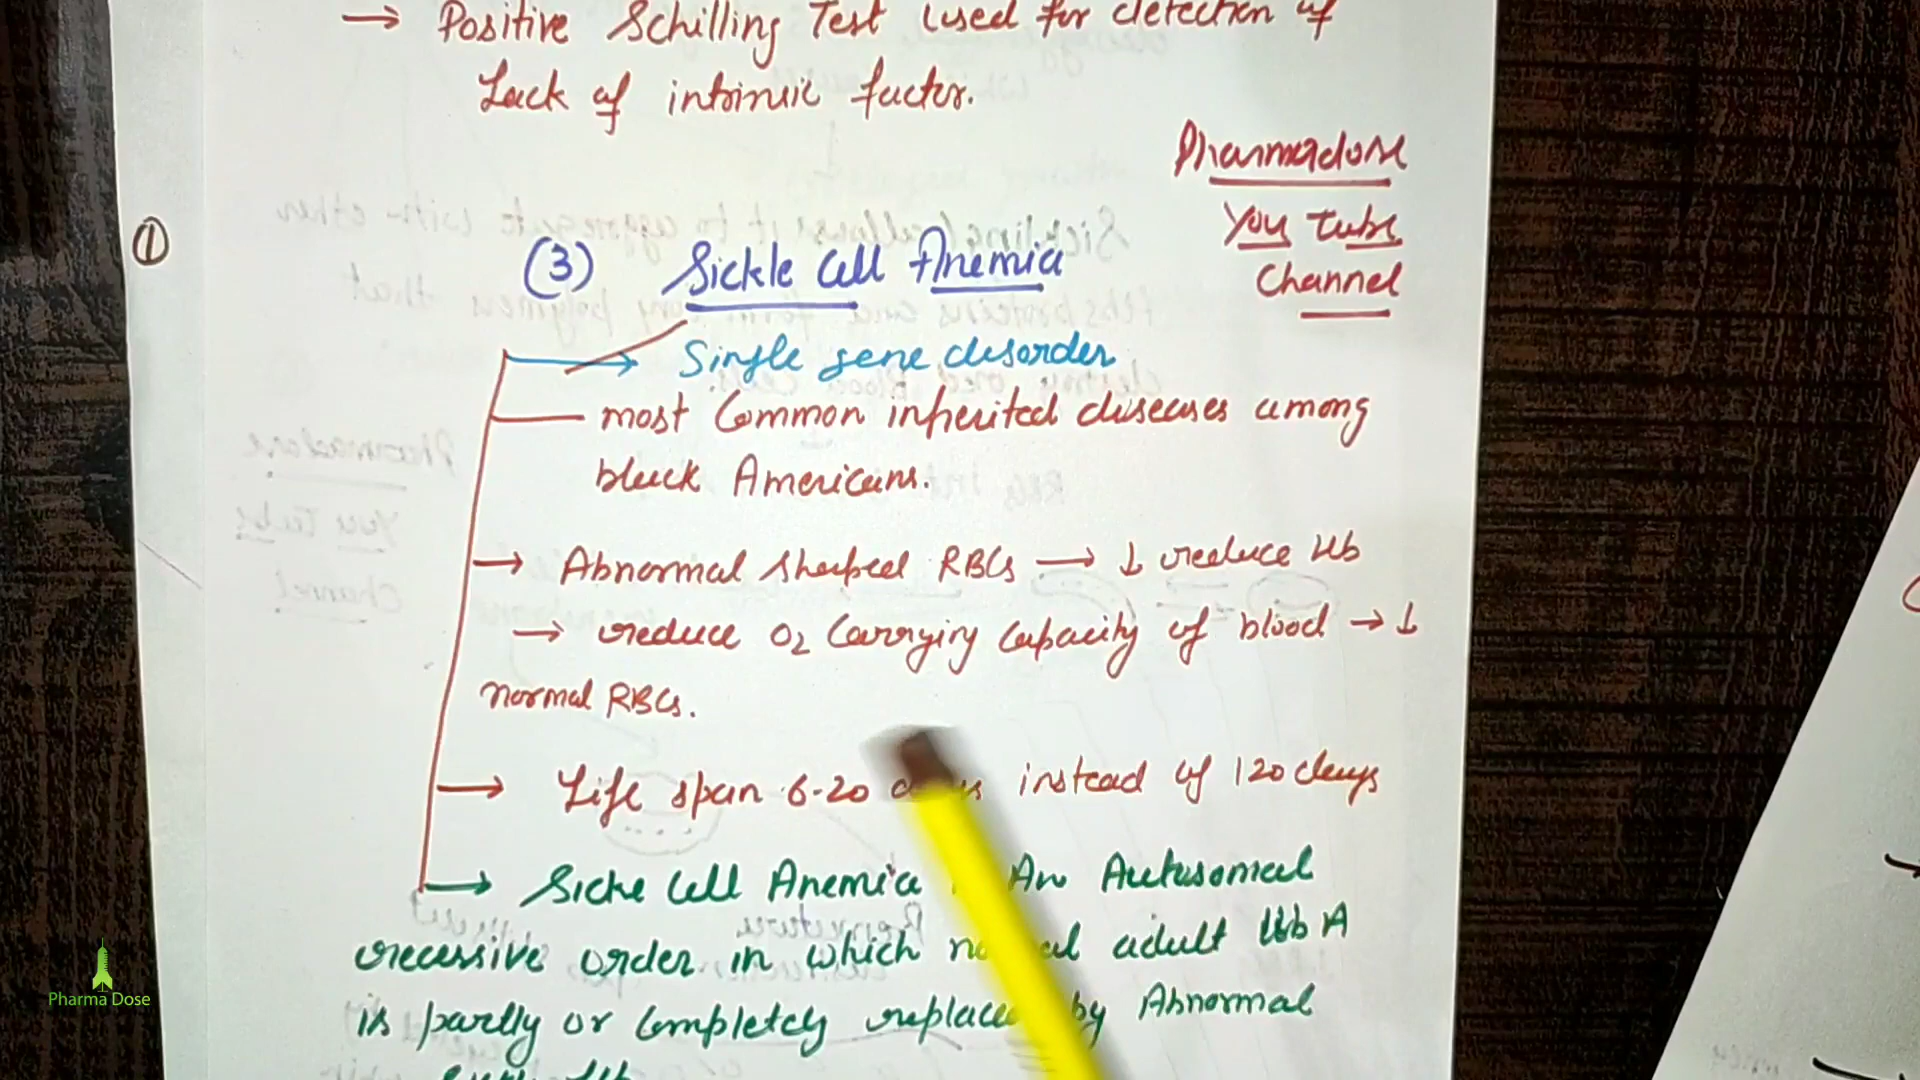 → Positive Schilling Test used for detection of
Lack of intrinsic factor.
Pharmadose
You Tube
Channel
①
(3) Sickle Cell Anemia
→ Single gene disorder
most Common inherited diseases among
black Americans.
→ Abnormal shaped RBCs → ↓ reduce Hb
→ reduce O2 Carrying Capacity of blood → ↓
normal RBCs.
→ Life span 6-20 days instead of 120 days
→ Sickle Cell Anemia An Autosomal
recessive order in which normal adult Hb A
is partly or Completely replaced by Abnormal
Pharma Dose